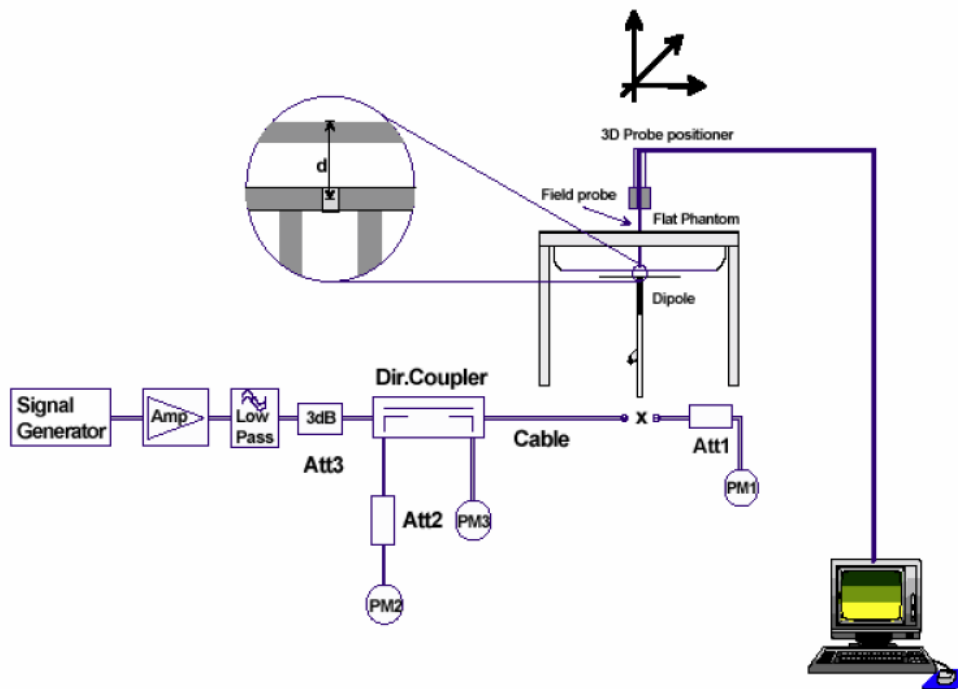 3D Probe positioner
d
Field probe
Flat Phantom
Dipole
Dir.Coupler
Signal
Generator
Amp
Low
Pass
3dB
Cable
x
Att1
Att3
PM1
Att2
PM3
PM2